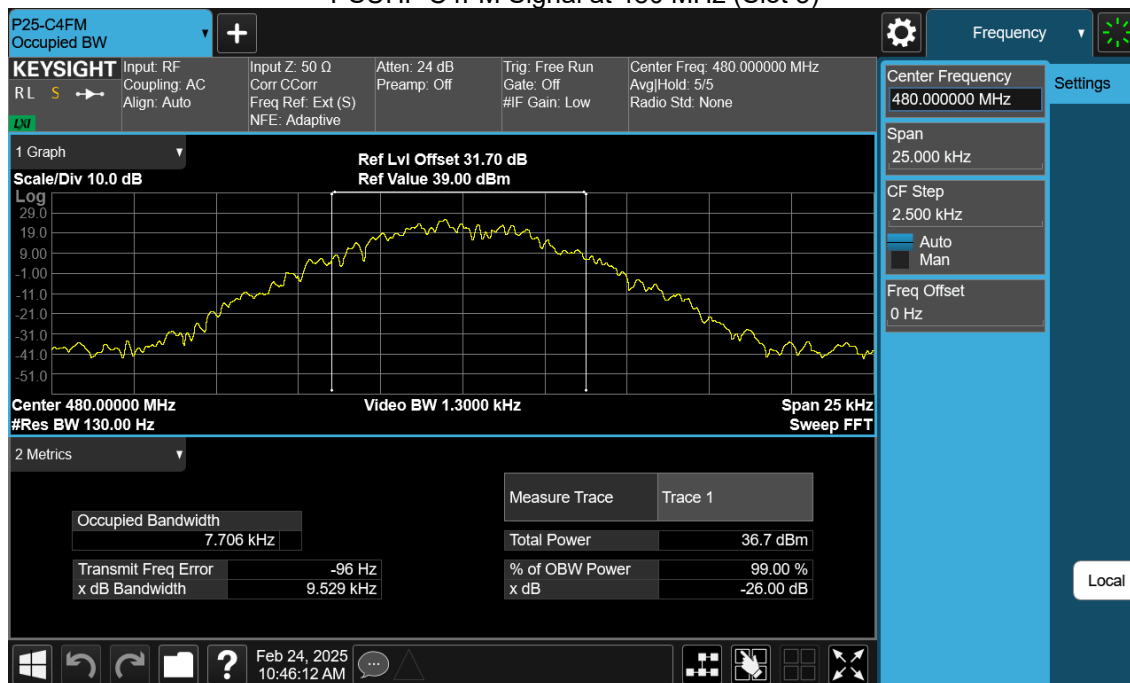 P25-C4FM
Occupied BW
Frequency
KEYSIGHT
RL S
LXI
Input: RF
Coupling: AC
Align: Auto
Input Z: 50 Ω
Corr CCorr
Freq Ref: Ext (S)
NFE: Adaptive
Atten: 24 dB
Preamp: Off
Trig: Free Run
Gate: Off
#IF Gain: Low
Center Freq: 480.000000 MHz
Avg|Hold: 5/5
Radio Std: None
Center Frequency
480.000000 MHz
Settings
Span
25.000 kHz
CF Step
2.500 kHz
Auto
Man
Freq Offset
0 Hz
Local
1 Graph
Scale/Div 10.0 dB
Ref Lvl Offset 31.70 dB
Ref Value 39.00 dBm
Log
29.0
19.0
9.00
-1.00
-11.0
-21.0
-31.0
-41.0
-51.0
Center 480.00000 MHz
#Res BW 130.00 Hz
Video BW 1.3000 kHz
Span 25 kHz
Sweep FFT
2 Metrics
Measure Trace Trace 1
Occupied Bandwidth
7.706 kHz
Total Power 36.7 dBm
Transmit Freq Error -96 Hz
% of OBW Power 99.00 %
x dB Bandwidth 9.529 kHz
x dB -26.00 dB
?
Feb 24, 2025
10:46:12 AM